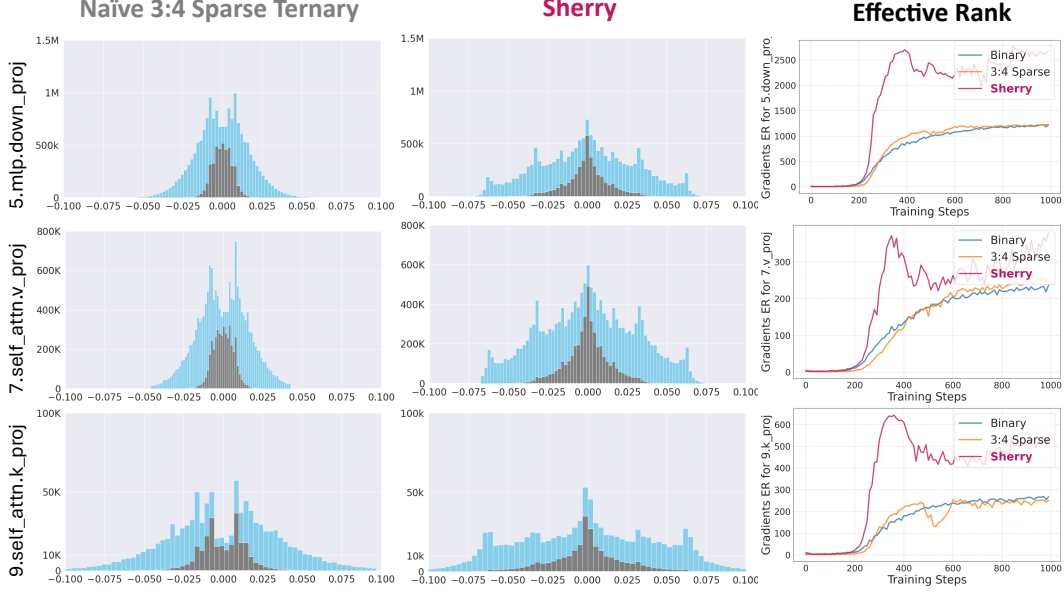 Naïve 3:4 Sparse Ternary
Sherry
Effective Rank
5.mlp.down_proj
1.5M
1M
500k
0
−0.100 −0.075 −0.050 −0.025 0.000 0.025 0.050 0.075 0.100
1.5M
1M
500k
0
−0.100 −0.075 −0.050 −0.025 0.000 0.025 0.050 0.075 0.100
Gradients ER for 5.down_proj
2500
2000
1500
1000
500
0
0 200 400 600 800 1000
Training Steps
Binary
3:4 Sparse
Sherry
7.self_attn.v_proj
800K
600K
400K
200K
0
−0.100 −0.075 −0.050 −0.025 0.000 0.025 0.050 0.075 0.100
800K
600K
400K
200K
0
−0.100 −0.075 −0.050 −0.025 0.000 0.025 0.050 0.075 0.100
Gradients ER for 7.v_proj
300
200
100
0
0 200 400 600 800 1000
Training Steps
Binary
3:4 Sparse
Sherry
9.self_attn.k_proj
100K
50K
10K
0
−0.100 −0.075 −0.050 −0.025 0.000 0.025 0.050 0.075 0.100
100k
50K
10k
0
−0.100 −0.075 −0.050 −0.025 0.000 0.025 0.050 0.075 0.100
Gradients ER for 9.k_proj
600
500
400
300
200
100
0
0 200 400 600 800 1000
Training Steps
Binary
3:4 Sparse
Sherry